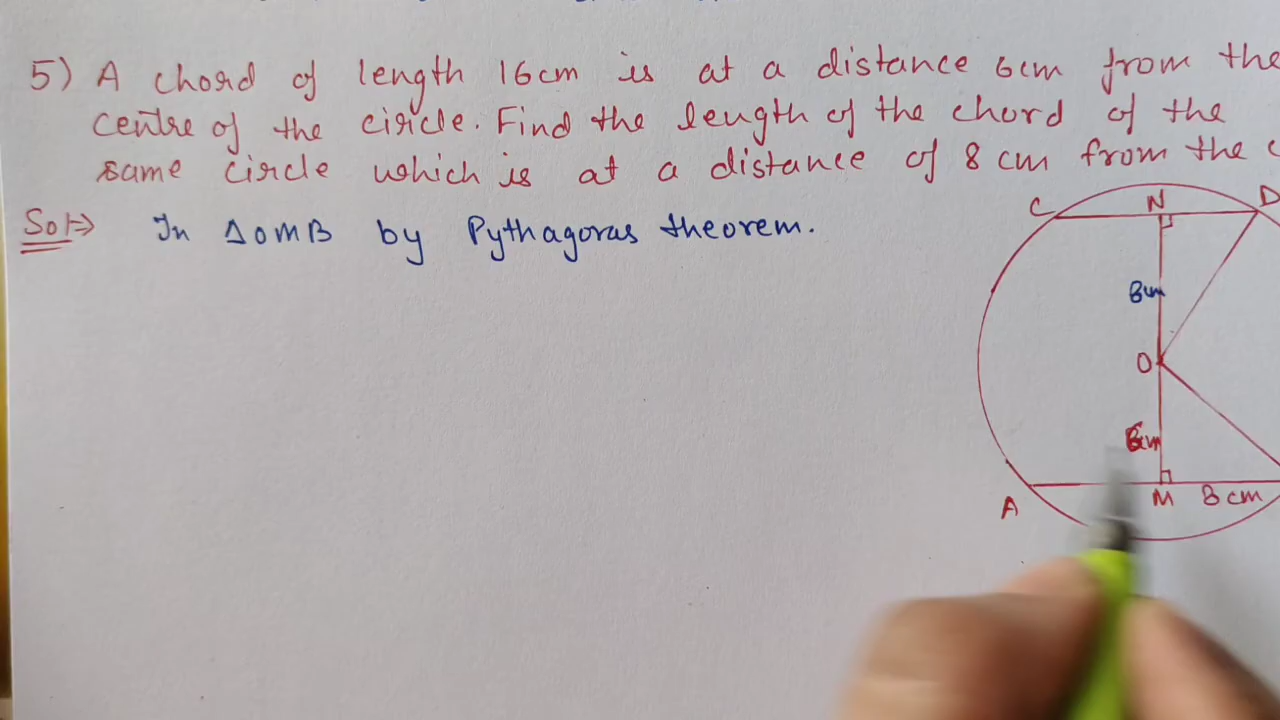 5) A chord of length 16cm is at a distance 6cm from the
centre of the circle. Find the length of the chord of the
same circle which is at a distance of 8 cm from the
Sol⇒ In ΔOMB by Pythagoras theorem.
C N D
8cm
O
6cm
A M 8cm